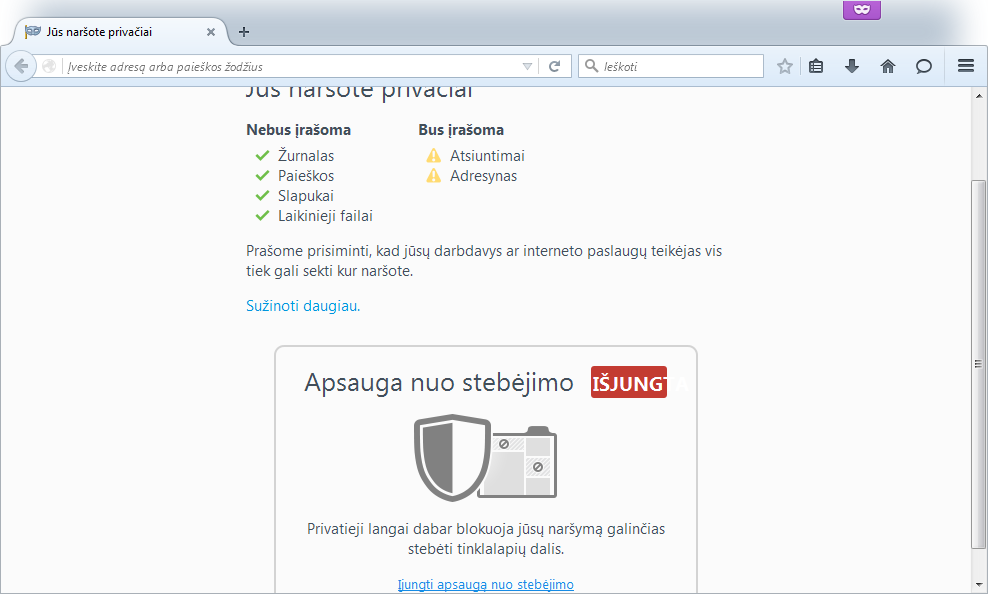 Jūs naršote privačiai
Įveskite adresą arba paieškos žodžius
Ieškoti
Jūs naršote privačiai
Nebus įrašoma
Bus įrašoma
Žurnalas
Atsiuntimai
Paieškos
Adresynas
Slapukai
Laikinieji failai
Prašome prisiminti, kad jūsų darbdavys ar interneto paslaugų teikėjas vis
tiek gali sekti kur naršote.
Sužinoti daugiau.
Apsauga nuo stebėjimo IŠJUNGTA
Privatieji langai dabar blokuoja jūsų naršymą galinčias
stebėti tinklalapių dalis.
Įjungti apsaugą nuo stebėjimo